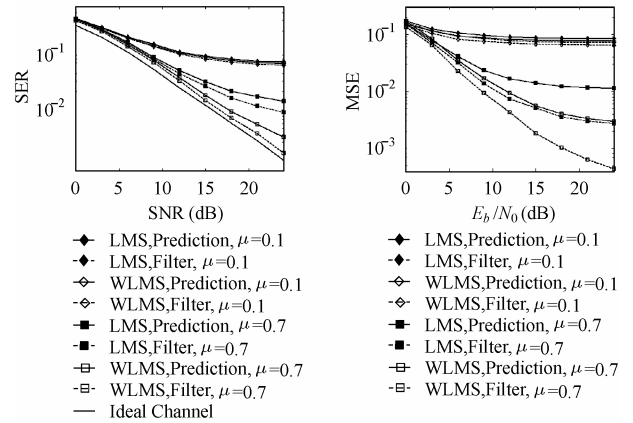 SER
10⁻¹
10⁻²
0 5 10 15 20
SNR (dB)
LMS,Prediction, μ=0.1
LMS,Filter, μ=0.1
WLMS,Prediction, μ=0.1
WLMS,Filter, μ=0.1
LMS,Prediction, μ=0.7
LMS,Filter, μ=0.7
WLMS,Prediction, μ=0.7
WLMS,Filter, μ=0.7
Ideal Channel
MSE
10⁻¹
10⁻²
10⁻³
0 5 10 15 20
E_b/N_0 (dB)
LMS,Prediction, μ=0.1
LMS,Filter, μ=0.1
WLMS,Prediction, μ=0.1
WLMS,Filter, μ=0.1
LMS,Prediction, μ=0.7
LMS,Filter, μ=0.7
WLMS,Prediction, μ=0.7
WLMS,Filter, μ=0.7